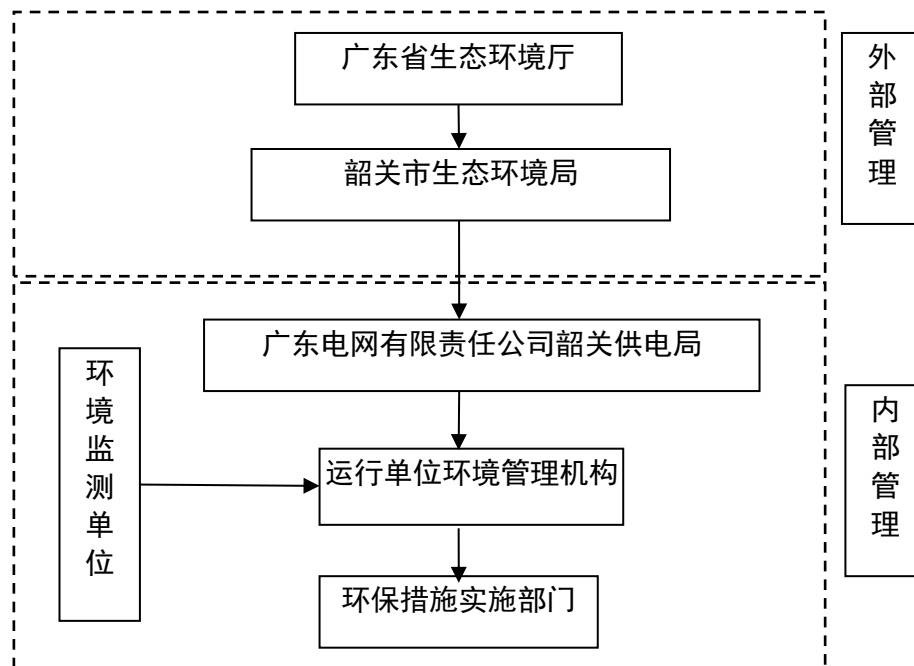 广东省生态环境厅
韶关市生态环境局
外部管理
广东电网有限责任公司韶关供电局
环境监测单位
运行单位环境管理机构
环保措施实施部门
内部管理